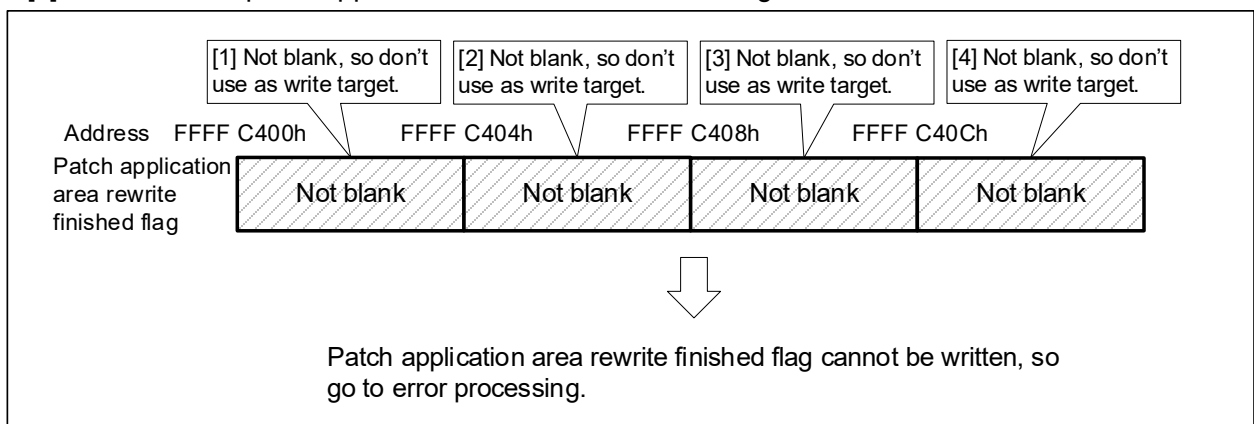 [1] Not blank, so don't
use as write target.
[2] Not blank, so don't
use as write target.
[3] Not blank, so don't
use as write target.
[4] Not blank, so don't
use as write target.
Address FFFF C400h FFFF C404h FFFF C408h FFFF C40Ch
Patch application
area rewrite
finished flag
Not blank Not blank Not blank Not blank
Patch application area rewrite finished flag cannot be written, so
go to error processing.